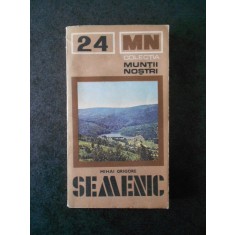 24 MN
COLECȚIA
MUNȚII
NOȘTRI
MIHAI GRIGORE
SEMENIC